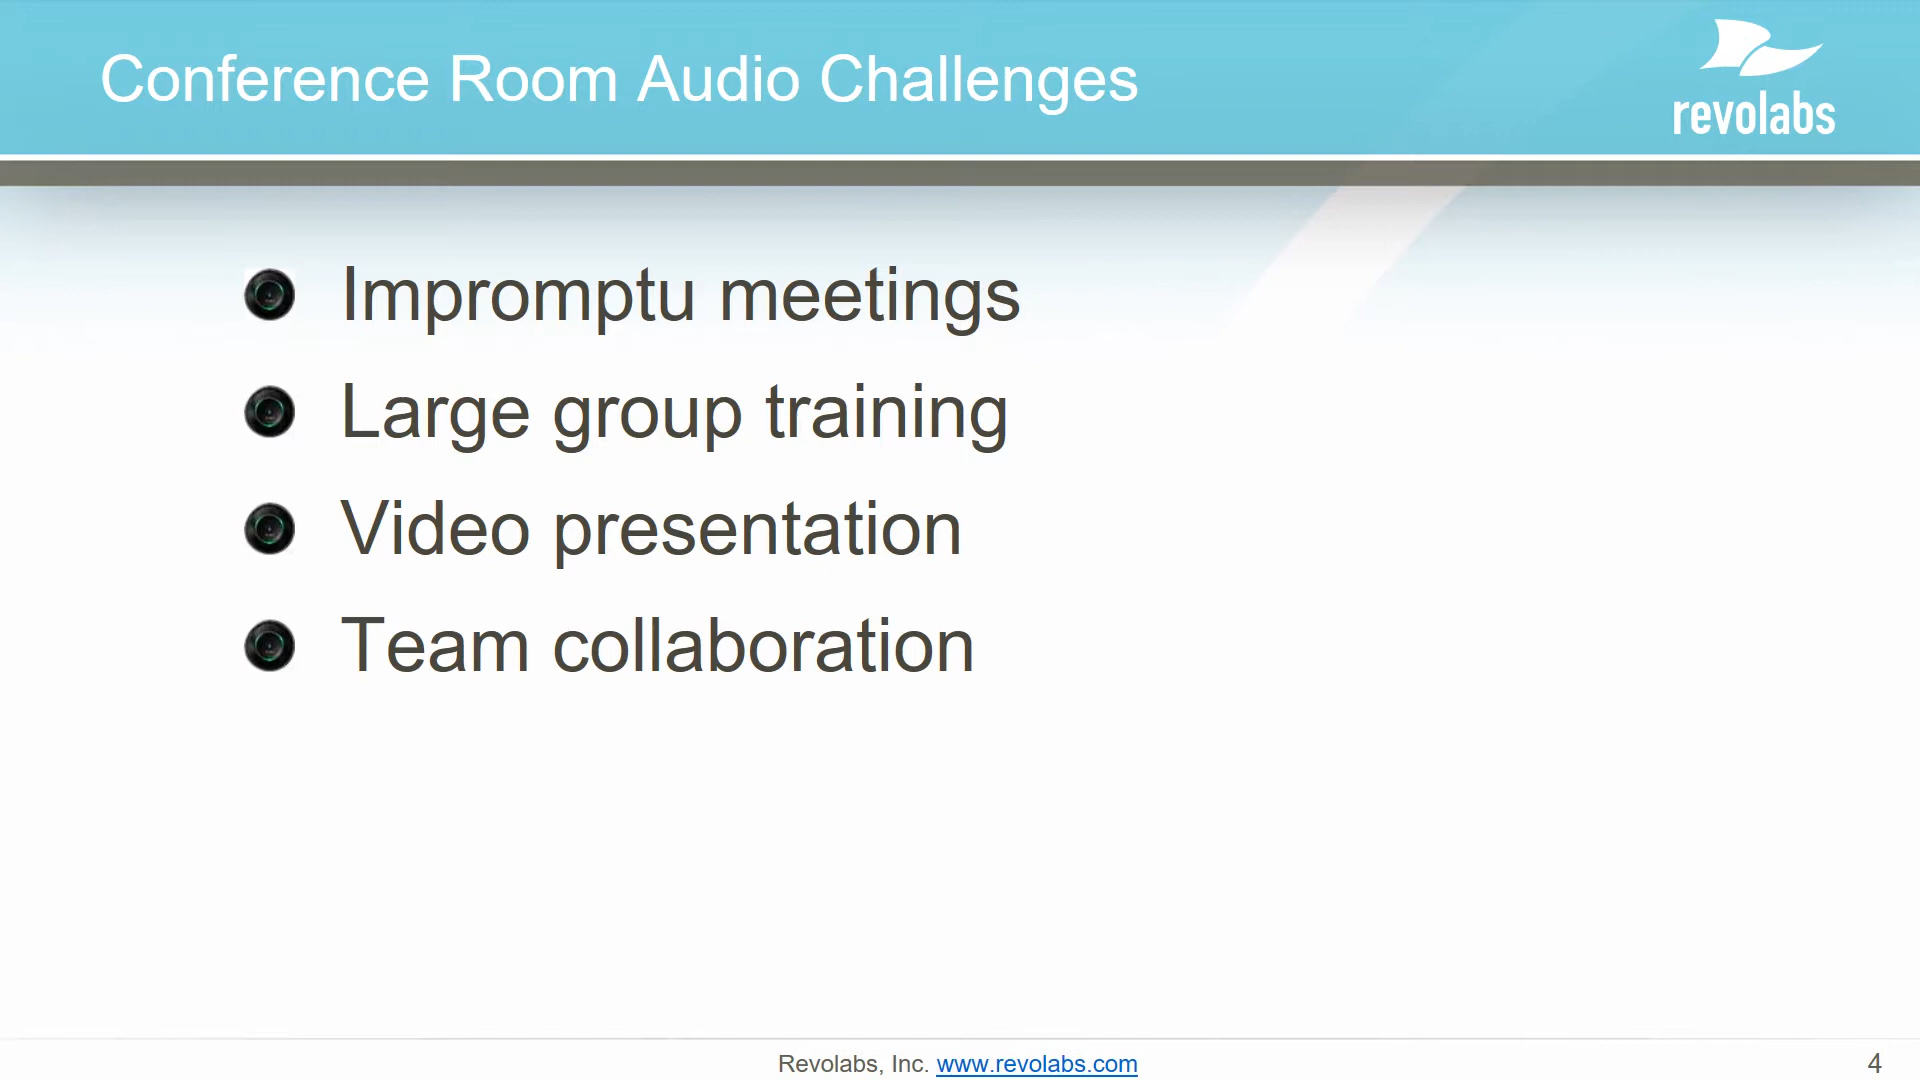 Conference Room Audio Challenges
revolabs
Impromptu meetings
Large group training
Video presentation
Team collaboration
Revolabs, Inc. www.revolabs.com
4